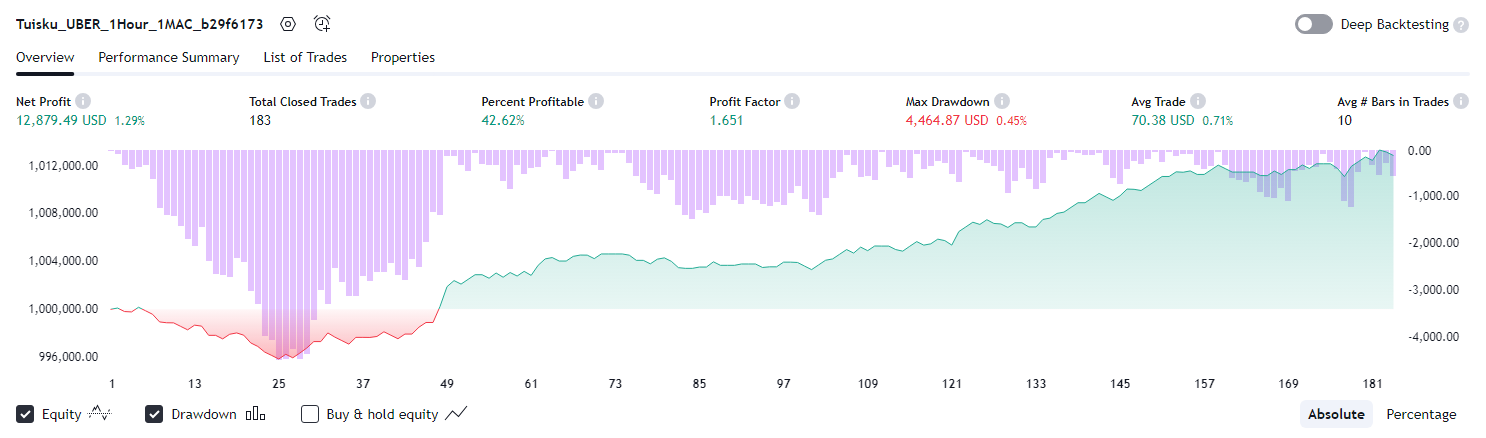 Tuisku_UBER_1Hour_1MAC_b29f6173 Deep Backtesting ?
Overview Performance Summary List of Trades Properties
Net Profit i Total Closed Trades i Percent Profitable i Profit Factor i Max Drawdown i Avg Trade i Avg # Bars in Trades i
12,879.49 USD 1.29% 183 42.62% 1.651 4,464.87 USD 0.45% 70.38 USD 0.71% 10
1,012,000.00 0.00
1,008,000.00 -1,000.00
1,004,000.00 -2,000.00
1,000,000.00 -3,000.00
996,000.00 -4,000.00
1 13 25 37 49 61 73 85 97 109 121 133 145 157 169 181
Equity Drawdown Buy & hold equity Absolute Percentage